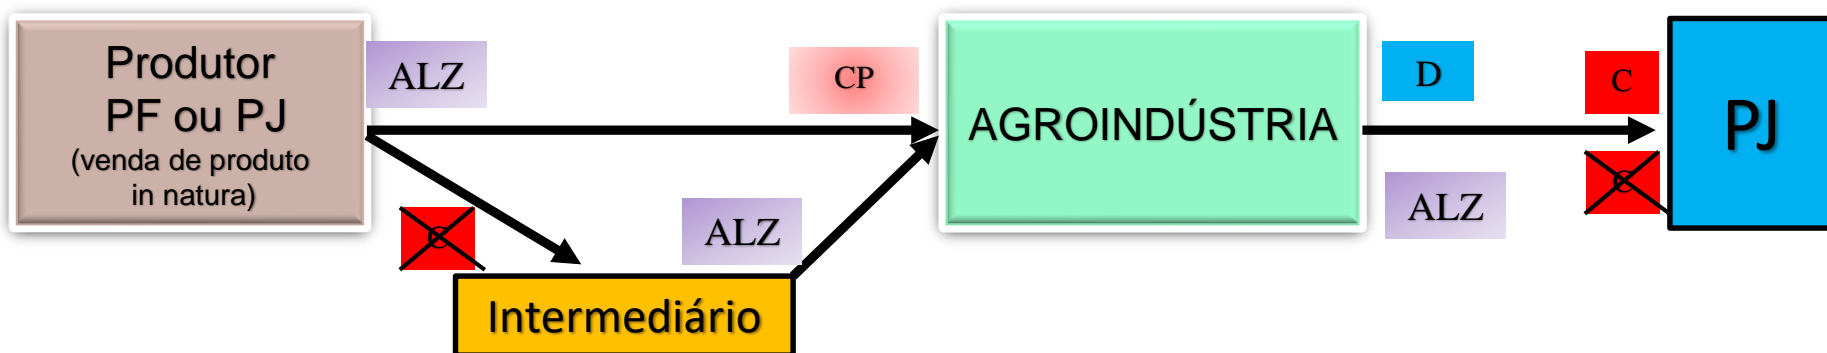 Produtor
PF ou PJ
(venda de produto
in natura)
ALZ
CP
AGROINDÚSTRIA
D
C
PJ
C
ALZ
C
ALZ
Intermediário